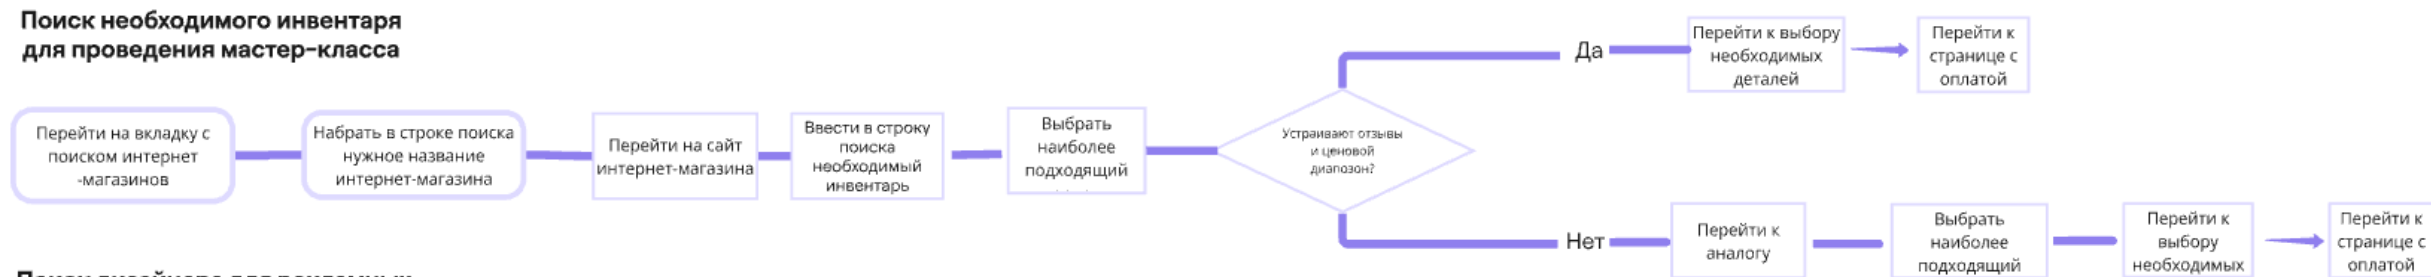 Поиск необходимого инвентаря
для проведения мастер-класса
Перейти на вкладку с
поиском интернет
-магазинов
Набрать в строке поиска
нужное название
интернет-магазина
Перейти на сайт
интернет-магазина
Ввести в строку
поиска
необходимый
инвентарь
Выбрать
наиболее
подходящий
Устраивают отзывы
и ценовой
диапозон?
Да
Перейти к выбору
необходимых
деталей
Перейти к
странице с
оплатой
Нет
Перейти к
аналогу
Выбрать
наиболее
подходящий
Перейти к
выбору
необходимых
Перейти к
странице с
оплатой